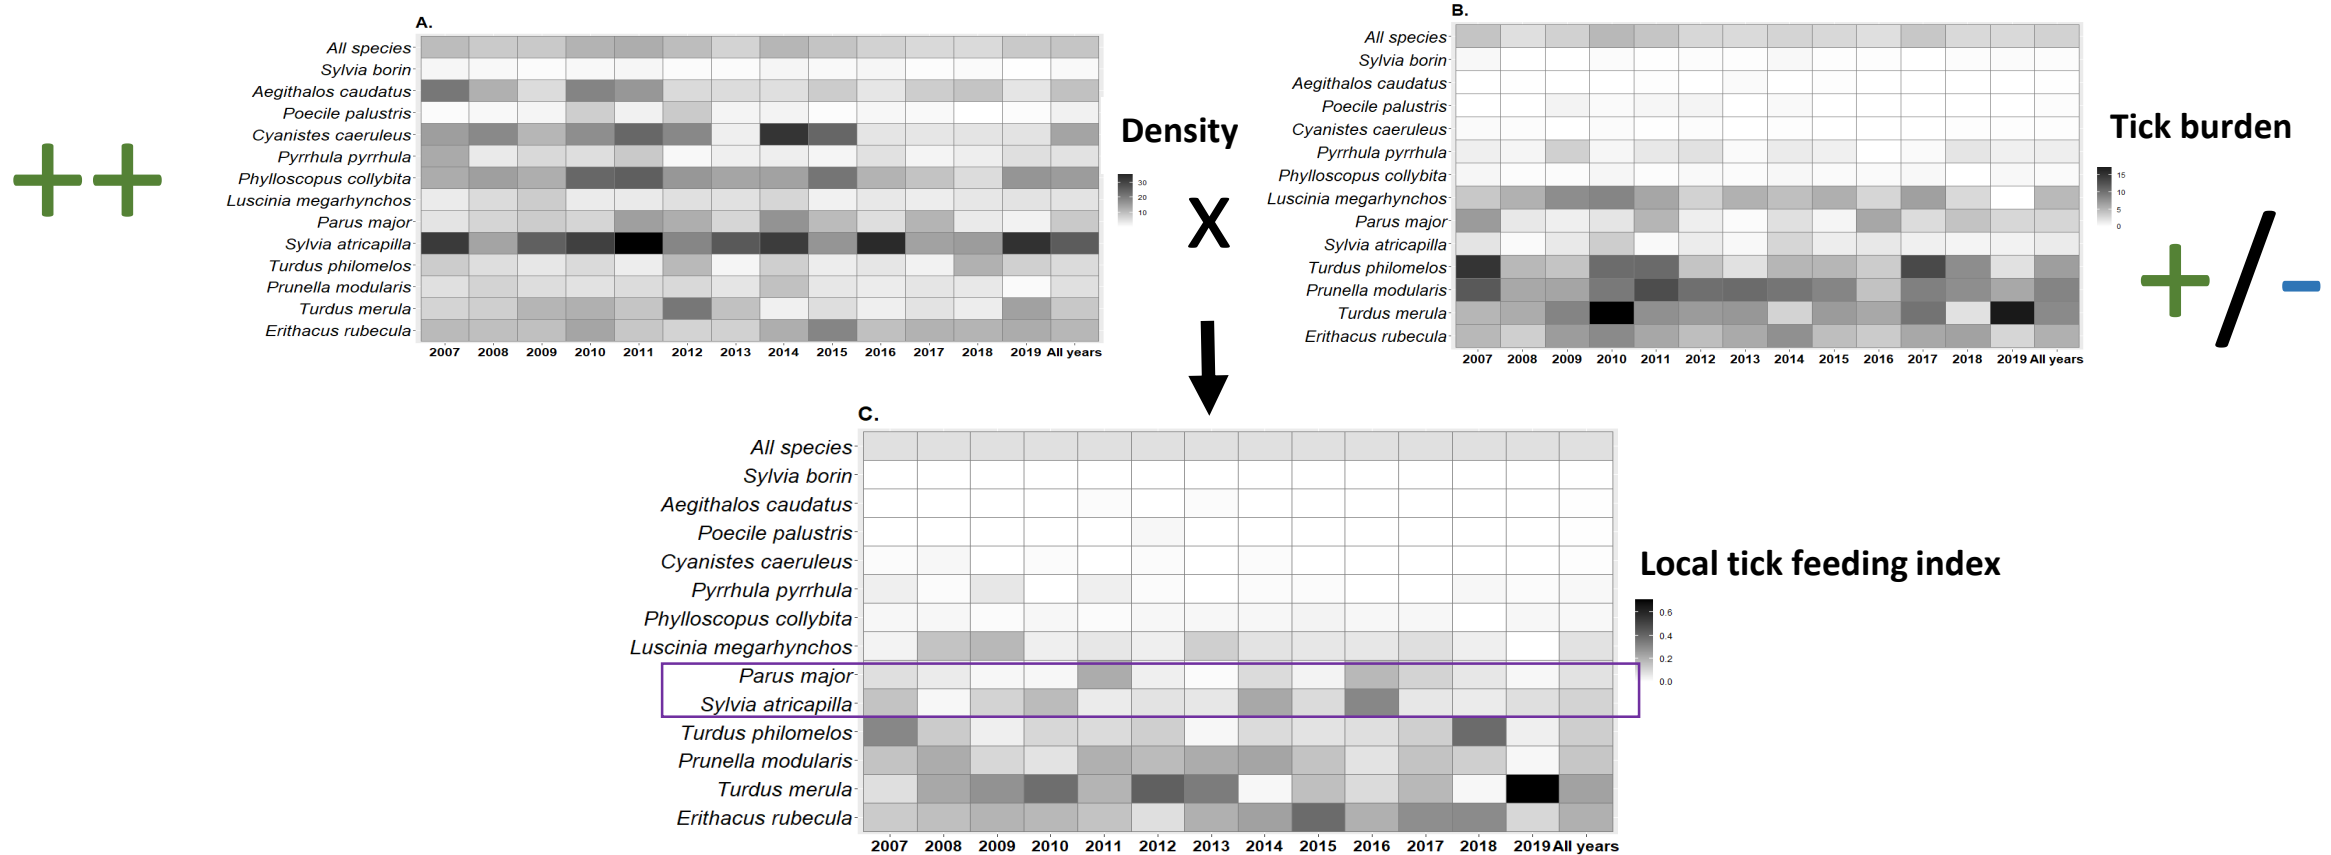 A.
All species
Sylvia borin
Aegithalos caudatus
Poecile palustris
Cyanistes caeruleus
Pyrrhula pyrrhula
Phylloscopus collybita
Luscinia megarhynchos
Parus major
Sylvia atricapilla
Turdus philomelos
Prunella modularis
Turdus merula
Erithacus rubecula
2007 2008 2009 2010 2011 2012 2013 2014 2015 2016 2017 2018 2019 All years
++
Density
30
20
10
X
B.
All species
Sylvia borin
Aegithalos caudatus
Poecile palustris
Cyanistes caeruleus
Pyrrhula pyrrhula
Phylloscopus collybita
Luscinia megarhynchos
Parus major
Sylvia atricapilla
Turdus philomelos
Prunella modularis
Turdus merula
Erithacus rubecula
2007 2008 2009 2010 2011 2012 2013 2014 2015 2016 2017 2018 2019 All years
Tick burden
15
10
5
0
+/-
C.
All species
Sylvia borin
Aegithalos caudatus
Poecile palustris
Cyanistes caeruleus
Pyrrhula pyrrhula
Phylloscopus collybita
Luscinia megarhynchos
Parus major
Sylvia atricapilla
Turdus philomelos
Prunella modularis
Turdus merula
Erithacus rubecula
2007 2008 2009 2010 2011 2012 2013 2014 2015 2016 2017 2018 2019 All years
Local tick feeding index
0.6
0.4
0.2
0.0